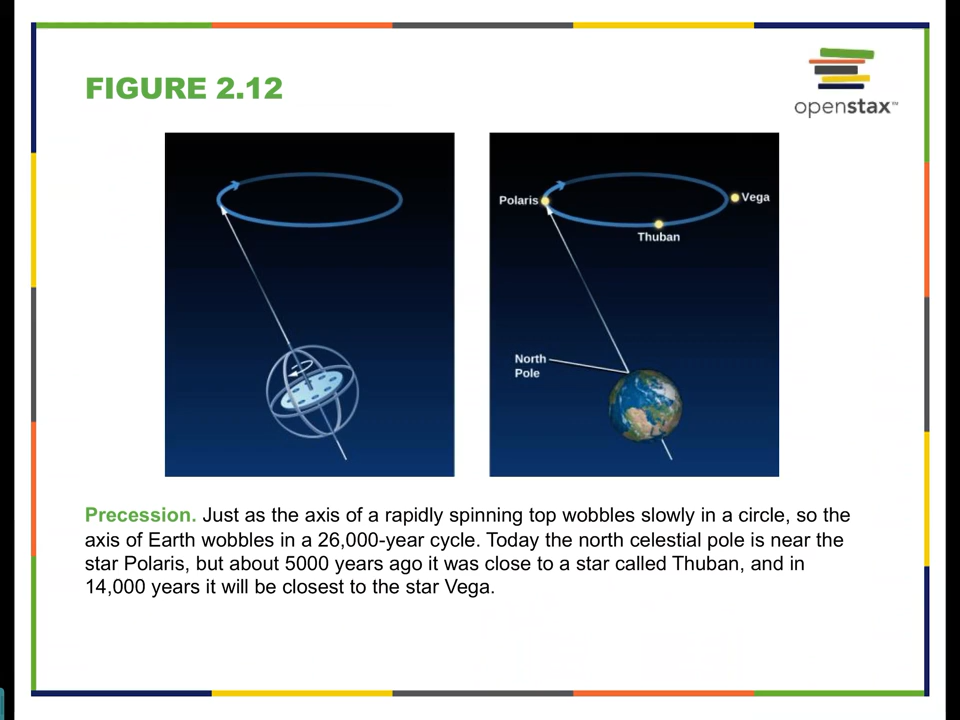 FIGURE 2.12
openstax™
Polaris
Vega
Thuban
North
Pole
Precession. Just as the axis of a rapidly spinning top wobbles slowly in a circle, so the
axis of Earth wobbles in a 26,000-year cycle. Today the north celestial pole is near the
star Polaris, but about 5000 years ago it was close to a star called Thuban, and in
14,000 years it will be closest to the star Vega.